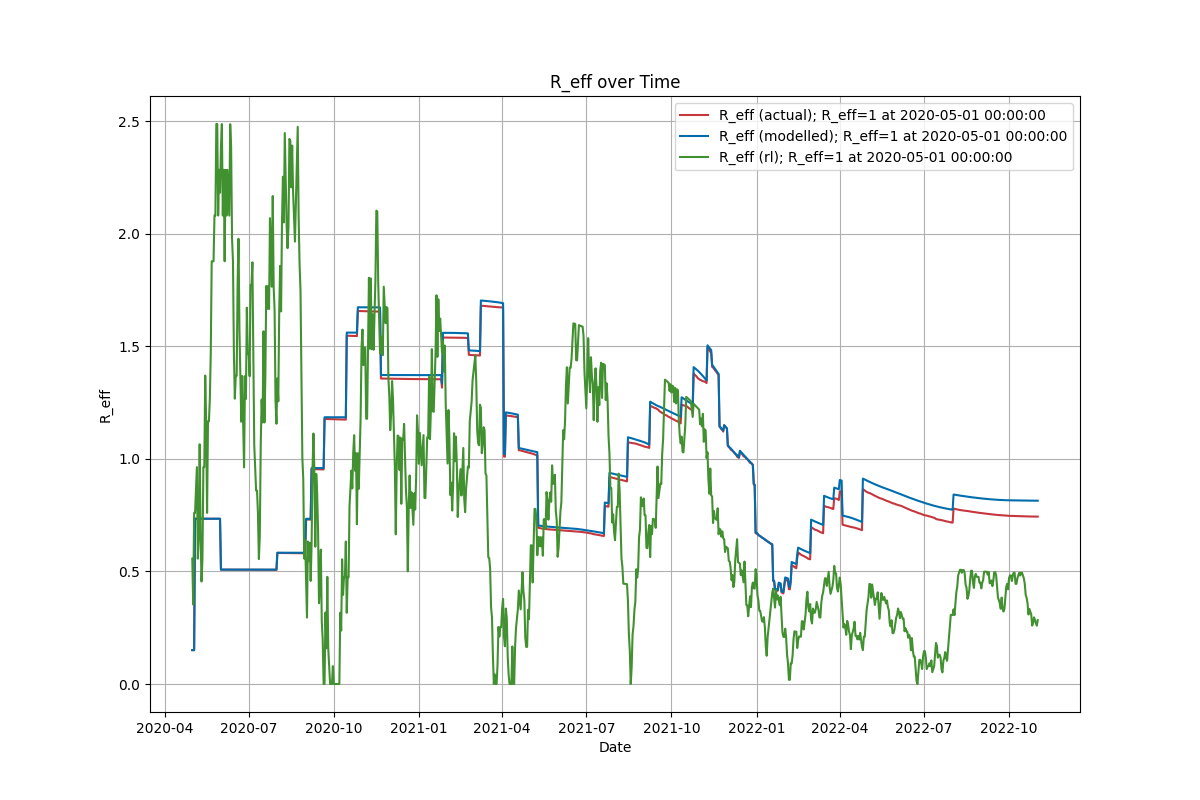 R_eff over Time
R_eff (actual); R_eff=1 at 2020-05-01 00:00:00
R_eff (modelled); R_eff=1 at 2020-05-01 00:00:00
R_eff (rl); R_eff=1 at 2020-05-01 00:00:00
R_eff
2.5
2.0
1.5
1.0
0.5
0.0
2020-04 2020-07 2020-10 2021-01 2021-04 2021-07 2021-10 2022-01 2022-04 2022-07 2022-10
Date